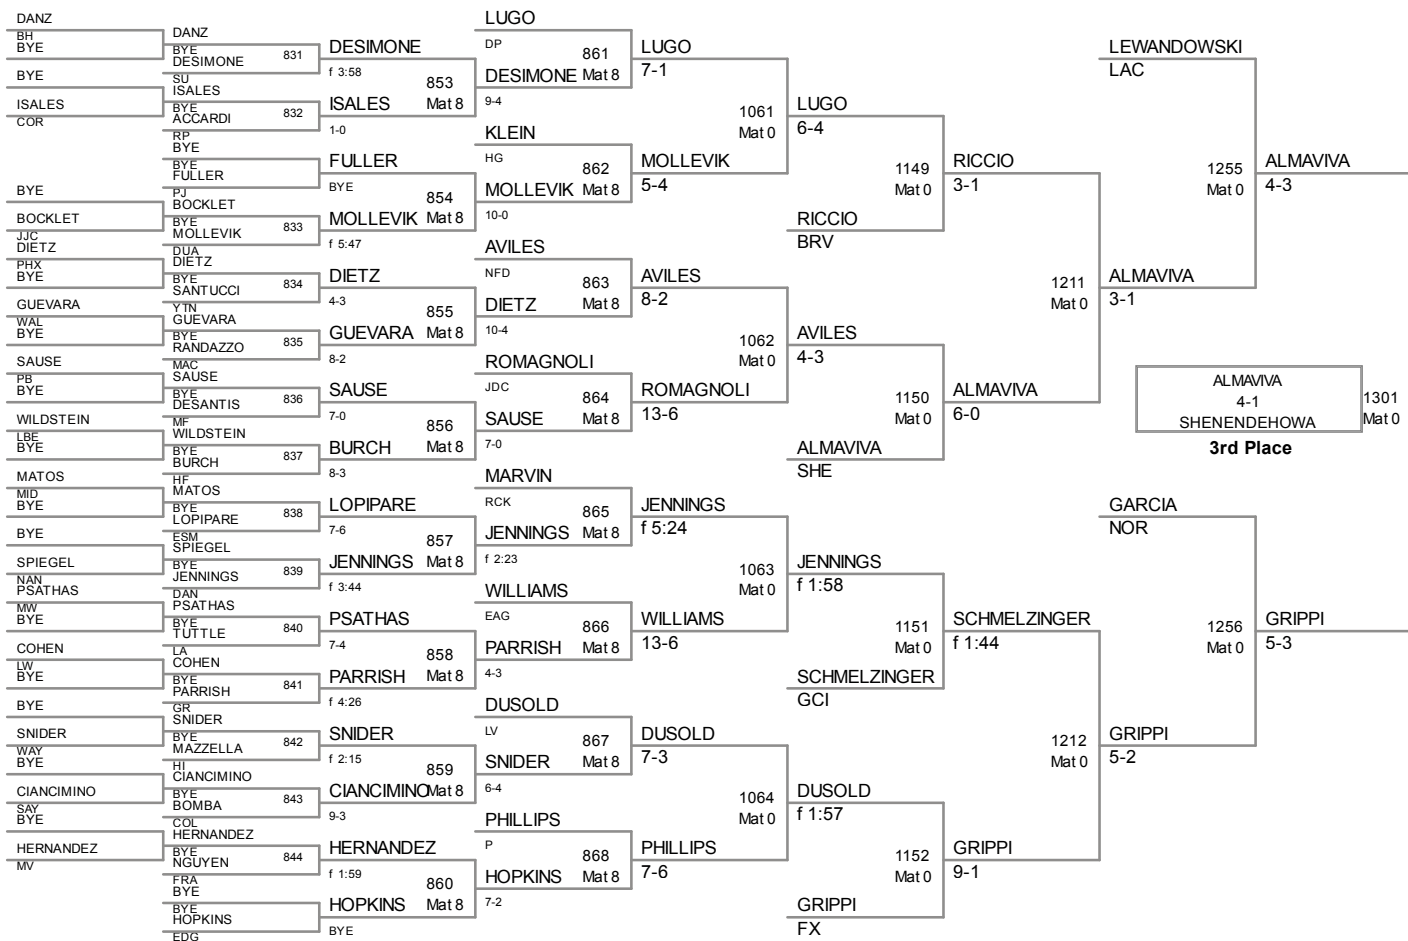 DANZ
BH
BYE
BYE
ISALES
COR
BYE
BOCKLET
JJC
DIETZ
PHX
BYE
GUEVARA
WAL
BYE
SAUSE
PB
BYE
WILDSTEIN
LBE
BYE
MATOS
MID
BYE
BYE
SPIEGEL
NAN
PSATHAS
MW
BYE
COHEN
LW
BYE
BYE
SNIDER
WAY
BYE
CIANCIMINO
SAY
BYE
HERNANDEZ
MV
DANZ
BYE
DESIMONE
831
SU
ISALES
BYE
ACCARDI
832
RP
BYE
BYE
FULLER
PJ
BOCKLET
BYE
MOLLEVIK
833
DUA
DIETZ
BYE
SANTUCCI
834
YTN
GUEVARA
BYE
RANDAZZO
835
MAC
SAUSE
BYE
DESANTIS
836
MF
WILDSTEIN
BYE
BURCH
837
HF
MATOS
BYE
LOPIPARE
838
ESM
SPIEGEL
BYE
JENNINGS
839
DAN
PSATHAS
BYE
TUTTLE
840
LA
COHEN
BYE
PARRISH
841
GR
SNIDER
BYE
MAZZELLA
842
HI
CIANCIMINO
BYE
BOMBA
843
COL
HERNANDEZ
BYE
NGUYEN
844
FRA
BYE
BYE
HOPKINS
EDG
DESIMONE
f 3:58
853
Mat 8
ISALES
1-0
FULLER
BYE
854
Mat 8
MOLLEVIK
f 5:47
DIETZ
4-3
855
Mat 8
GUEVARA
8-2
SAUSE
7-0
856
Mat 8
BURCH
8-3
LOPIPARE
7-6
857
Mat 8
JENNINGS
f 3:44
PSATHAS
7-4
858
Mat 8
PARRISH
f 4:26
SNIDER
f 2:15
859
Mat 8
CIANCIMINO
9-3
HERNANDEZ
f 1:59
860
Mat 8
HOPKINS
BYE
LUGO
DP
861
Mat 8
DESIMONE
9-4
KLEIN
HG
862
Mat 8
MOLLEVIK
10-0
AVILES
NFD
863
Mat 8
DIETZ
10-4
ROMAGNOLI
JDC
864
Mat 8
SAUSE
7-0
MARVIN
RCK
865
Mat 8
JENNINGS
f 2:23
WILLIAMS
EAG
866
Mat 8
PARRISH
4-3
DUSOLD
LV
867
Mat 8
SNIDER
6-4
PHILLIPS
P
868
Mat 8
HOPKINS
7-2
LUGO
7-1
1061
Mat 0
MOLLEVIK
5-4
AVILES
8-2
1062
Mat 0
ROMAGNOLI
13-6
JENNINGS
f 5:24
1063
Mat 0
WILLIAMS
13-6
DUSOLD
7-3
1064
Mat 0
PHILLIPS
7-6
LUGO
6-4
1149
Mat 0
RICCIO
BRV
AVILES
4-3
1150
Mat 0
ALMAVIVA
SHE
JENNINGS
f 1:58
1151
Mat 0
SCHMELZINGER
GCI
DUSOLD
f 1:57
1152
Mat 0
GRIPPI
FX
RICCIO
3-1
1211
Mat 0
ALMAVIVA
6-0
SCHMELZINGER
f 1:44
1212
Mat 0
GRIPPI
9-1
LEWANDOWSKI
LAC
1255
Mat 0
ALMAVIVA
3-1
GARCIA
NOR
1256
Mat 0
GRIPPI
5-2
ALMAVIVA
4-3
ALMAVIVA
4-1
SHENENDEHOWA
1301
Mat 0
3rd Place
GRIPPI
5-3